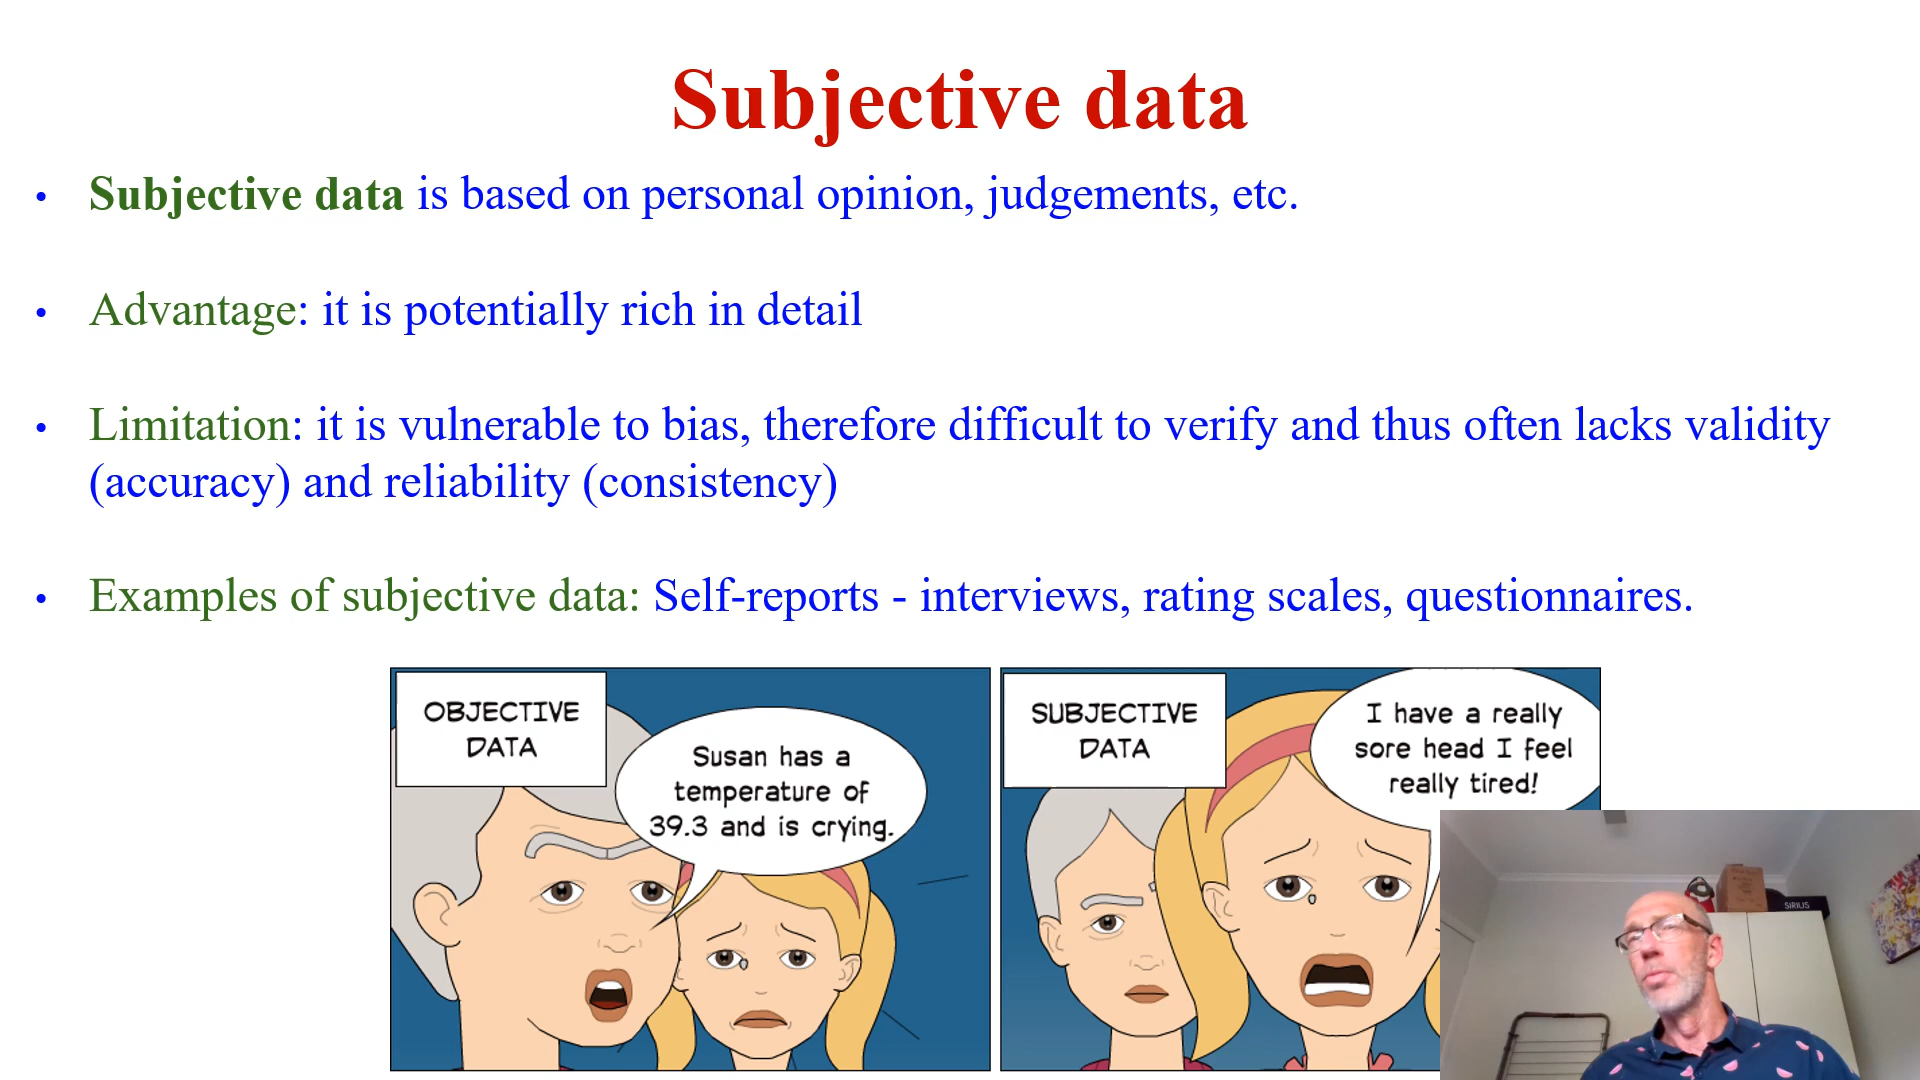 Subjective data
• Subjective data is based on personal opinion, judgements, etc.
• Advantage: it is potentially rich in detail
• Limitation: it is vulnerable to bias, therefore difficult to verify and thus often lacks validity
(accuracy) and reliability (consistency)
• Examples of subjective data: Self-reports - interviews, rating scales, questionnaires.
OBJECTIVE
DATA
Susan has a
temperature of
39.3 and is crying.
SUBJECTIVE
DATA
I have a really
sore head I feel
really tired!
SIRIUS